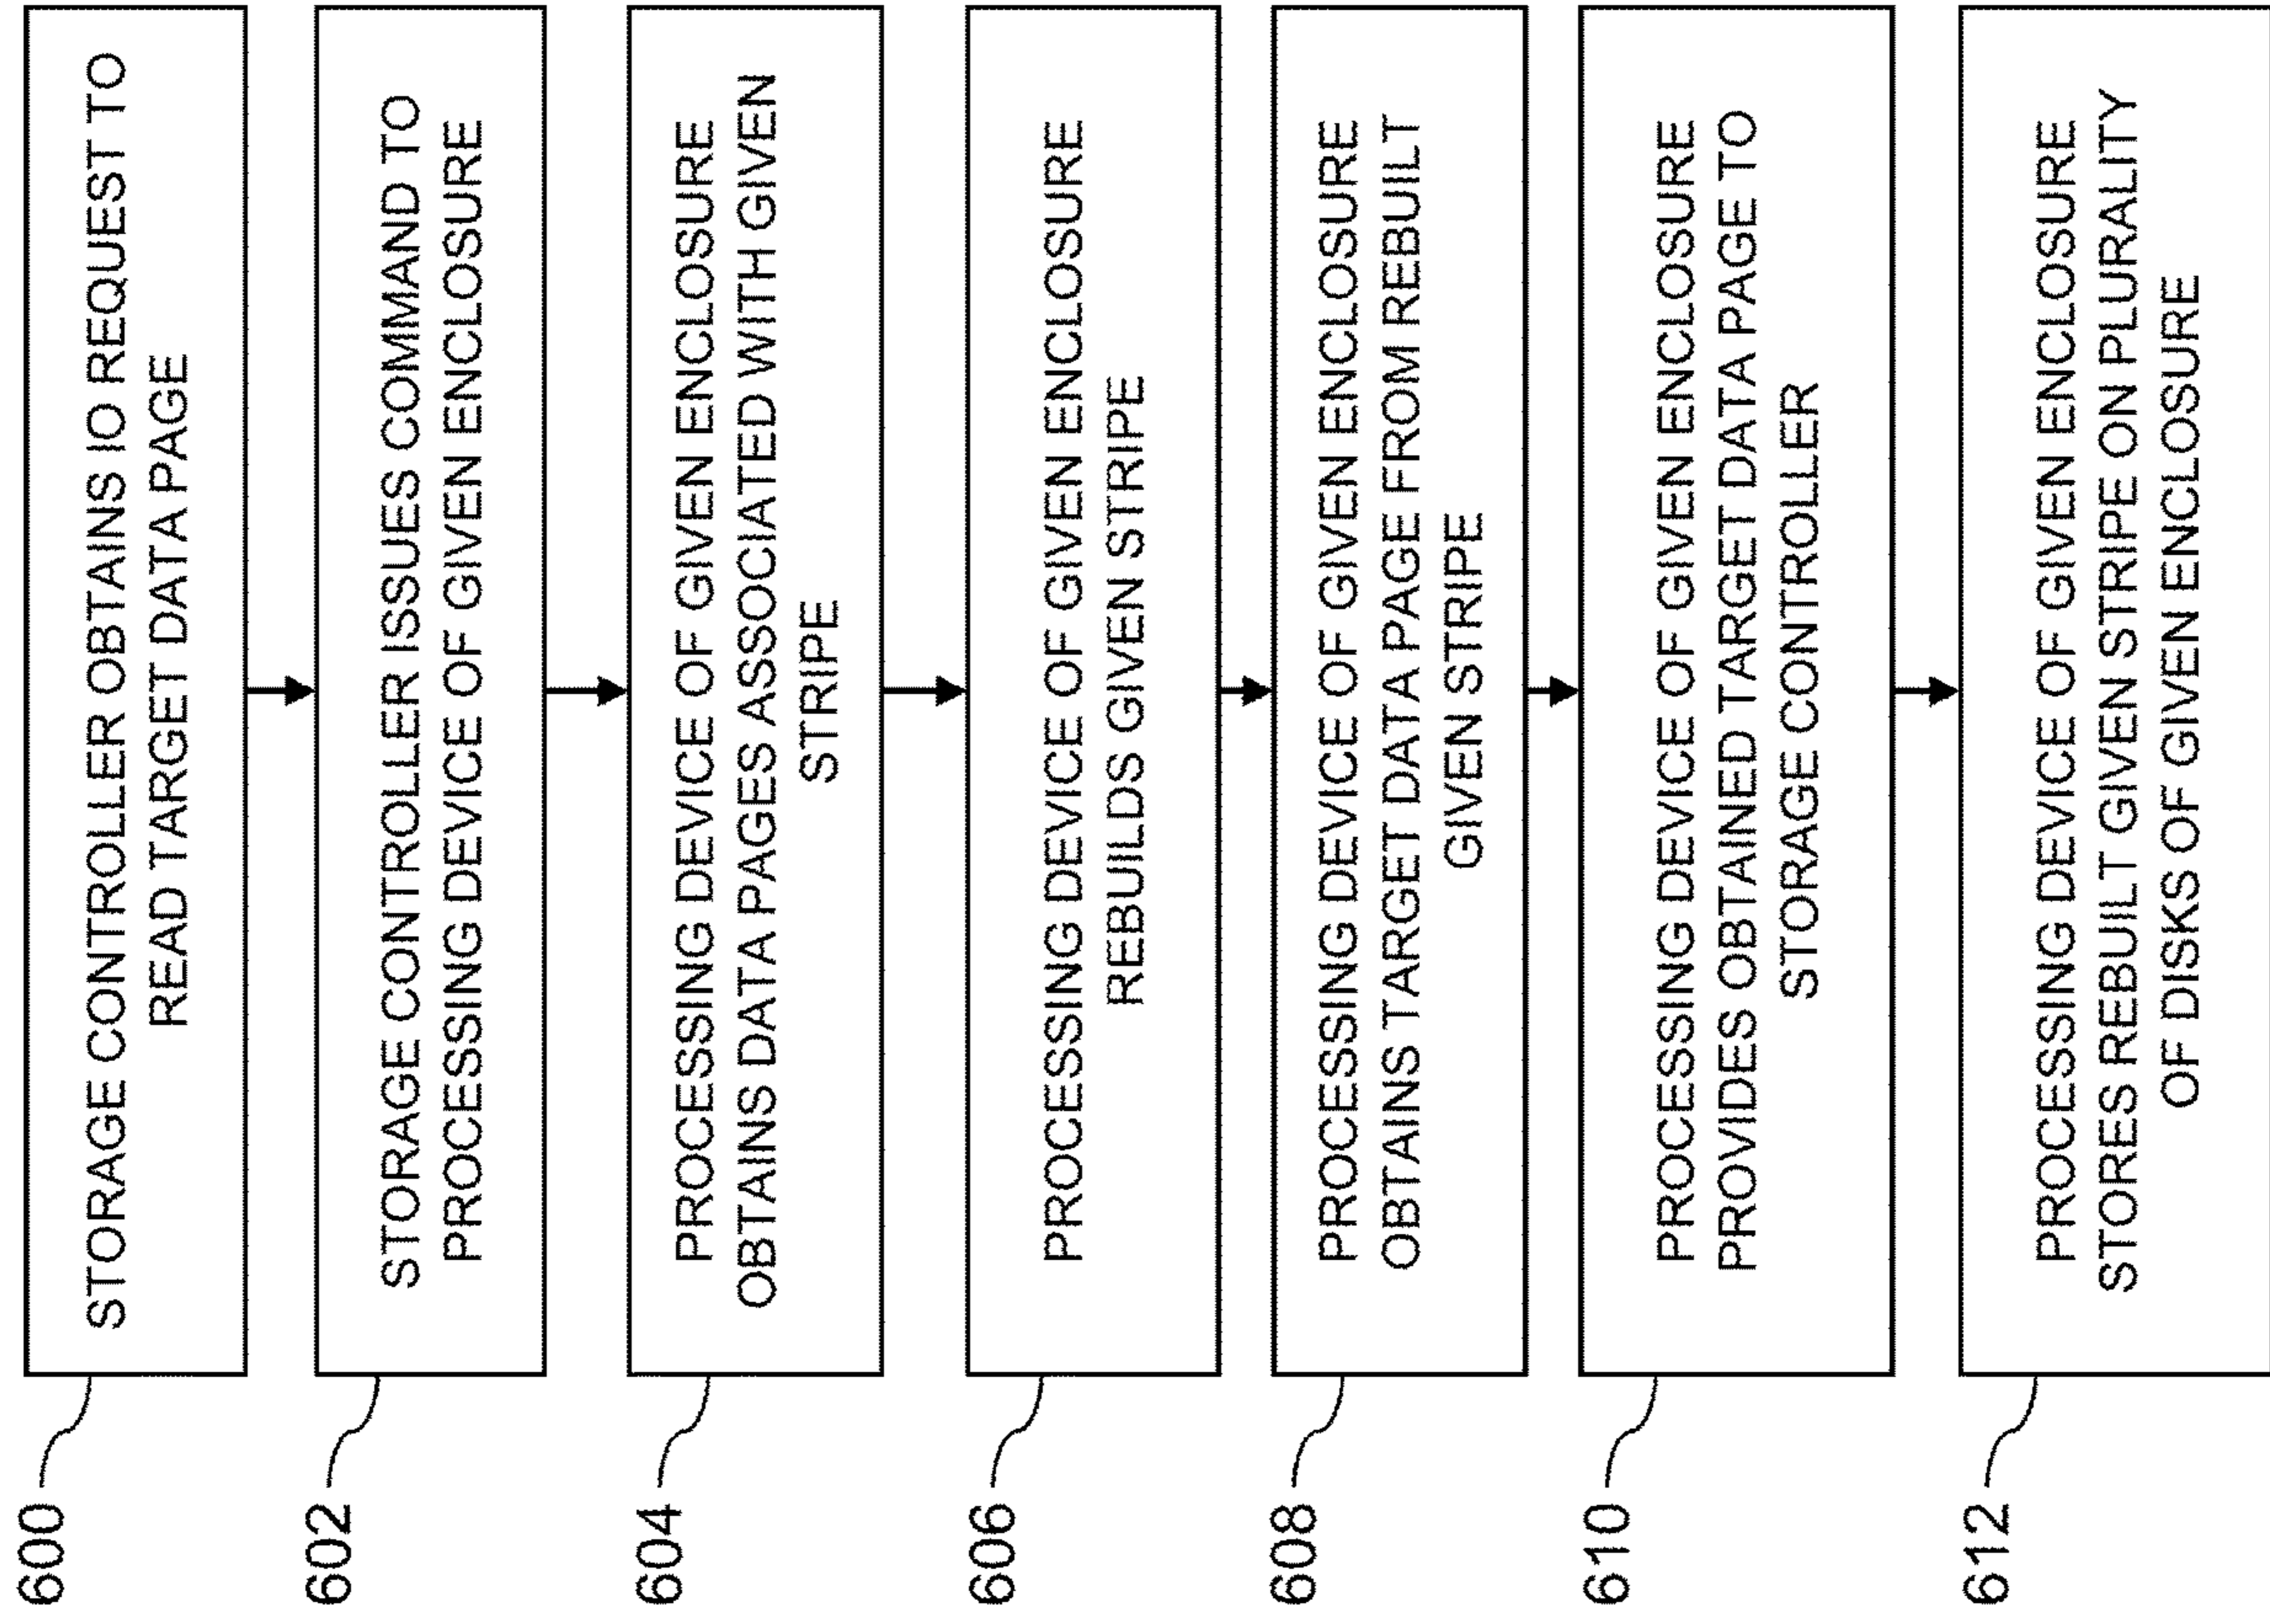 600
STORAGE CONTROLLER OBTAINS IO REQUEST TO
READ TARGET DATA PAGE
602
STORAGE CONTROLLER ISSUES COMMAND TO
PROCESSING DEVICE OF GIVEN ENCLOSURE
604
PROCESSING DEVICE OF GIVEN ENCLOSURE
OBTAINS DATA PAGES ASSOCIATED WITH GIVEN
STRIPE
606
PROCESSING DEVICE OF GIVEN ENCLOSURE
REBUILDS GIVEN STRIPE
608
PROCESSING DEVICE OF GIVEN ENCLOSURE
OBTAINS TARGET DATA PAGE FROM REBUILT
GIVEN STRIPE
610
PROCESSING DEVICE OF GIVEN ENCLOSURE
PROVIDES OBTAINED TARGET DATA PAGE TO
STORAGE CONTROLLER
612
PROCESSING DEVICE OF GIVEN ENCLOSURE
STORES REBUILT GIVEN STRIPE ON PLURALITY
OF DISKS OF GIVEN ENCLOSURE